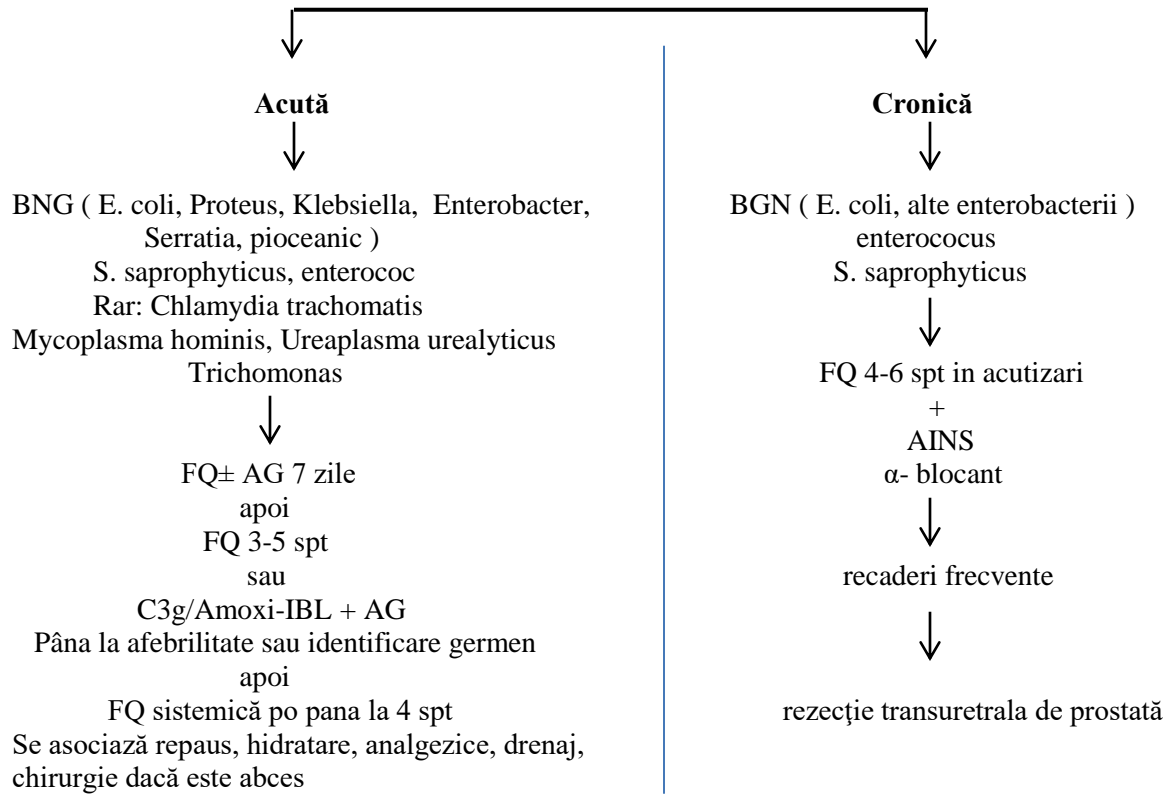 Acută
BNG ( E. coli, Proteus, Klebsiella, Enterobacter,
Serratia, pioceanic )
S. saprophyticus, enterococ
Rar: Chlamydia trachomatis
Mycoplasma hominis, Ureaplasma urealyticus
Trichomonas
FQ± AG 7 zile
apoi
FQ 3-5 spt
sau
C3g/Amoxi-IBL + AG
Pâna la afebrilitate sau identificare germen
apoi
FQ sistemică po pana la 4 spt
Se asociază repaus, hidratare, analgezice, drenaj,
chirurgie dacă este abces
Cronică
BGN ( E. coli, alte enterobacterii )
enterococus
S. saprophyticus
FQ 4-6 spt in acutizari
+
AINS
α- blocant
recaderi frecvente
rezecţie transuretrala de prostată